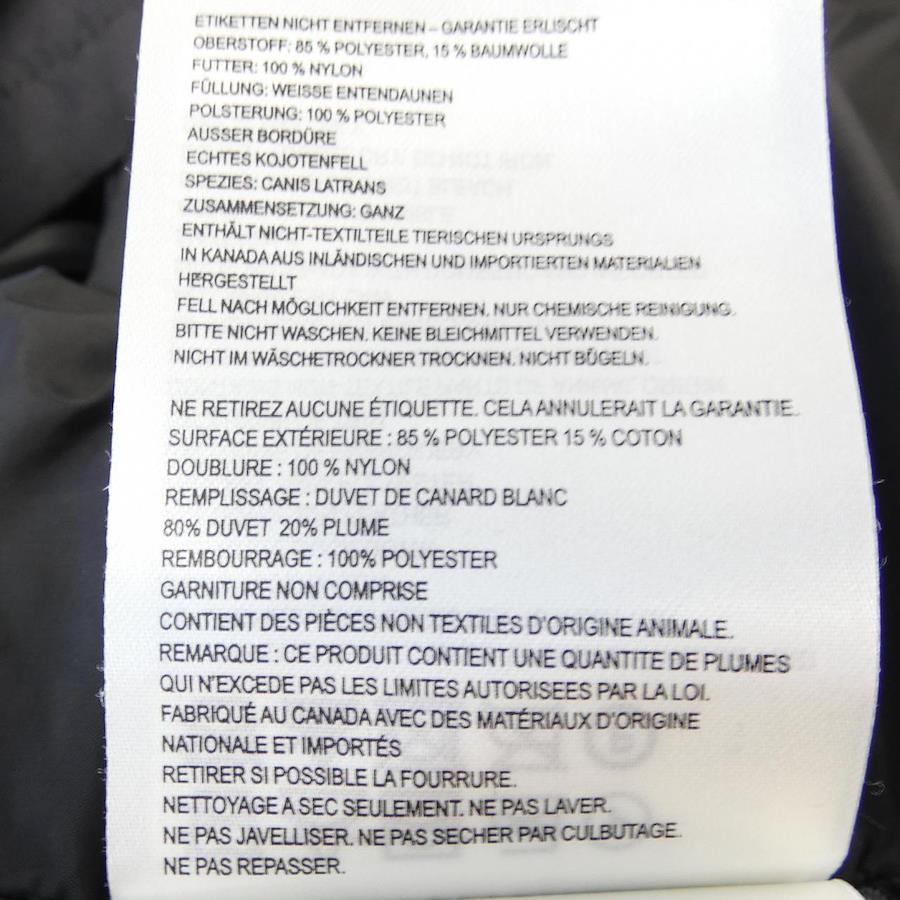 ETIKETTEN NICHT ENTFERNEN – GARANTIE ERLISCHT
OBERSTOFF: 85 % POLYESTER, 15 % BAUMWOLLE
FUTTER: 100 % NYLON
FÜLLUNG: WEISSE ENTENDAUNEN
POLSTERUNG: 100 % POLYESTER
AUSSER BORDÜRE
ECHTES KOJOTENFELL
SPEZIES: CANIS LATRANS
ZUSAMMENSETZUNG: GANZ
ENTHÄLT NICHT-TEXTILTEILE TIERISCHEN URSPRUNGS
IN KANADA AUS INLÄNDISCHEN UND IMPORTIERTEN MATERIALIEN
HERGESTELLT
FELL NACH MÖGLICHKEIT ENTFERNEN. NUR CHEMISCHE REINIGUNG.
BITTE NICHT WASCHEN. KEINE BLEICHMITTEL VERWENDEN.
NICHT IM WÄSCHETROCKNER TROCKNEN. NICHT BÜGELN.
NE RETIREZ AUCUNE ÉTIQUETTE. CELA ANNULERAIT LA GARANTIE.
SURFACE EXTÉRIEURE : 85 % POLYESTER 15 % COTON
DOUBLURE : 100 % NYLON
REMPLISSAGE : DUVET DE CANARD BLANC
80% DUVET 20% PLUME
REMBOURRAGE : 100% POLYESTER
GARNITURE NON COMPRISE
CONTIENT DES PIÈCES NON TEXTILES D'ORIGINE ANIMALE.
REMARQUE : CE PRODUIT CONTIENT UNE QUANTITE DE PLUMES
QUI N'EXCEDE PAS LES LIMITES AUTORISEES PAR LA LOI.
FABRIQUÉ AU CANADA AVEC DES MATÉRIAUX D'ORIGINE
NATIONALE ET IMPORTÉS
RETIRER SI POSSIBLE LA FOURRURE.
NETTOYAGE A SEC SEULEMENT. NE PAS LAVER.
NE PAS JAVELLISER. NE PAS SECHER PAR CULBUTAGE.
NE PAS REPASSER.